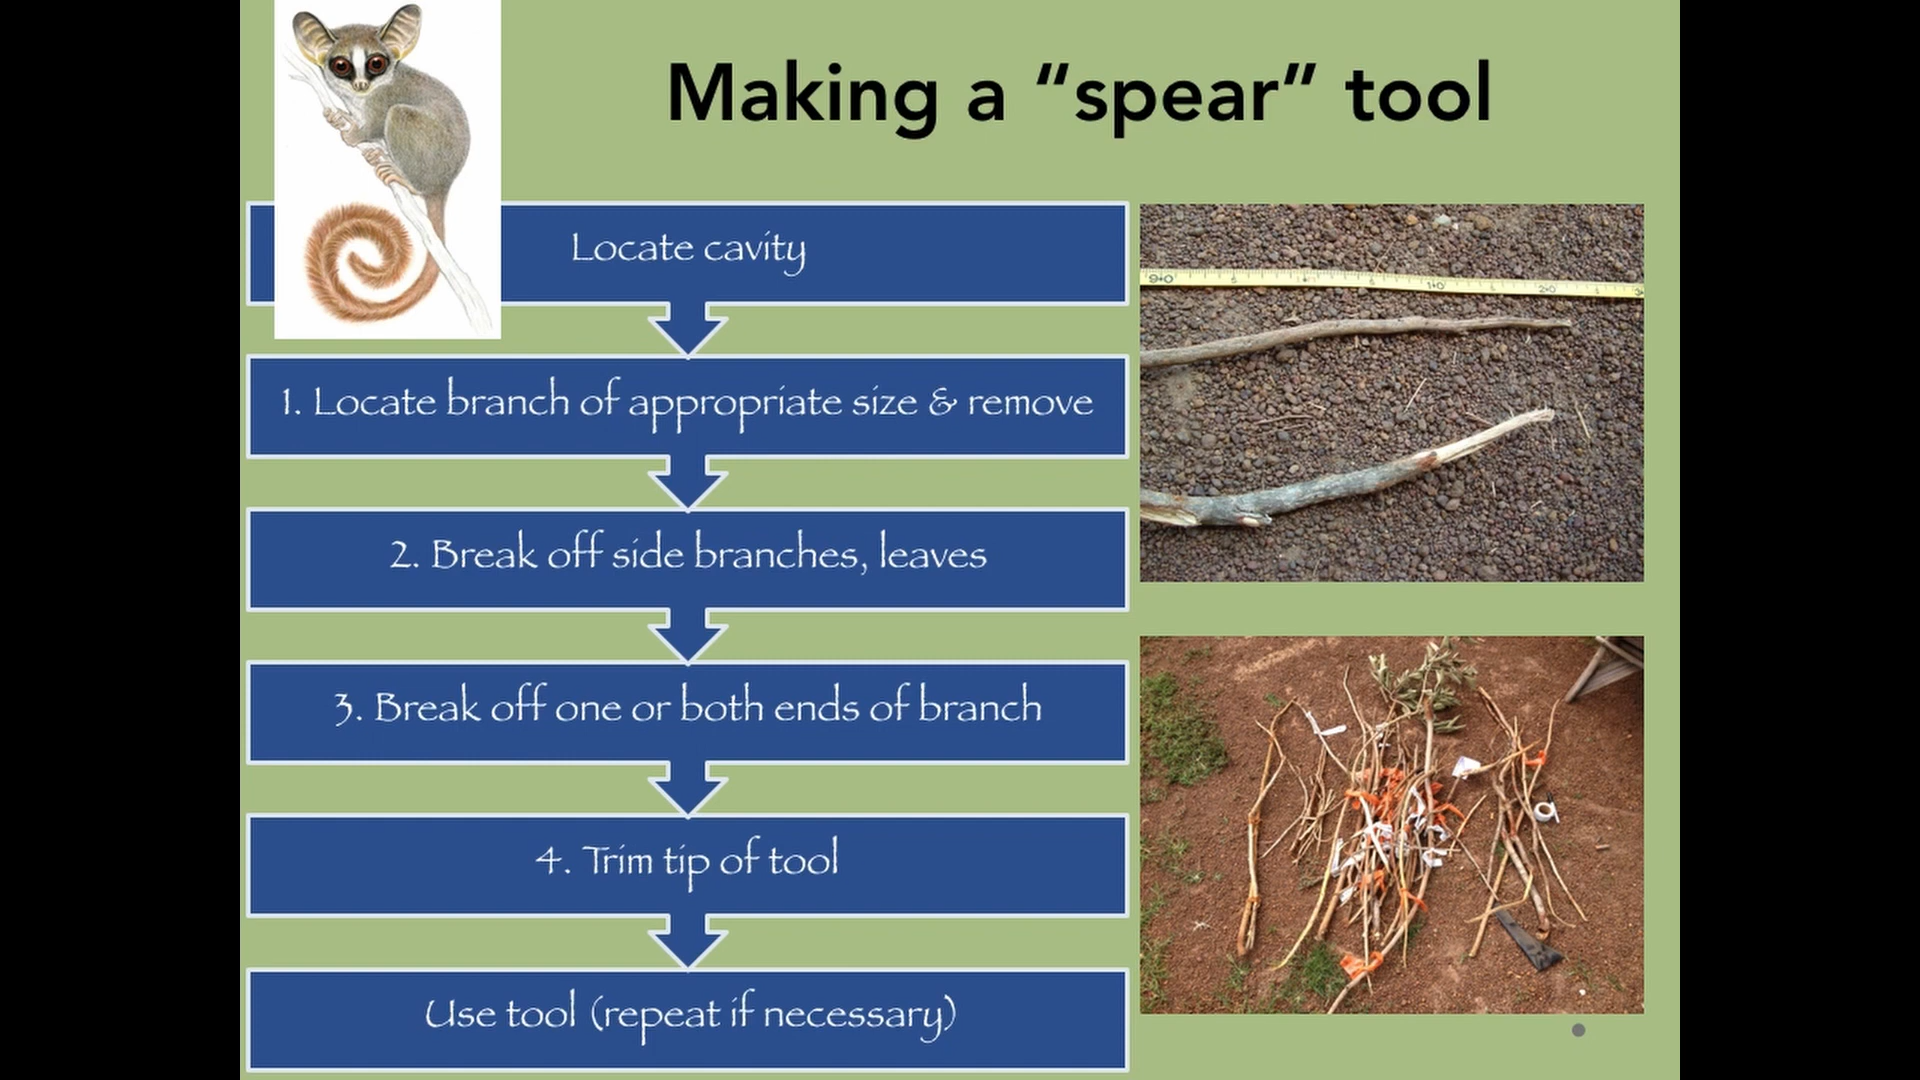 Making a “spear” tool
Locate cavity
1. Locate branch of appropriate size & remove
2. Break off side branches, leaves
3. Break off one or both ends of branch
4. Trim tip of tool
Use tool (repeat if necessary)